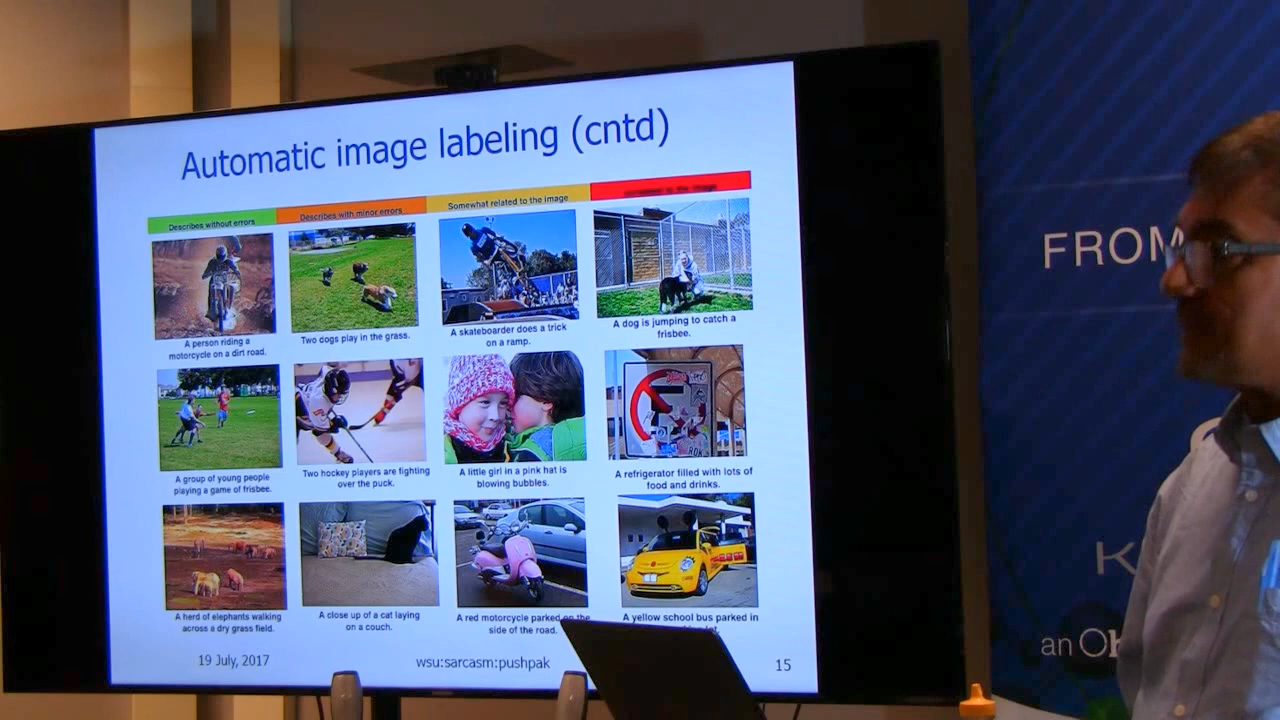 Automatic image labeling (cntd)
Describes without errors
Describes with minor errors
Somewhat related to the image
A person riding a
motorcycle on a dirt road.
Two dogs play in the grass.
A skateboarder does a trick
on a ramp.
A dog is jumping to catch a
frisbee.
A group of young people
playing a game of frisbee.
Two hockey players are fighting
over the puck.
A little girl in a pink hat is
blowing bubbles.
A refrigerator filled with lots of
food and drinks.
A herd of elephants walking
across a dry grass field.
A close up of a cat laying
on a couch.
A red motorcycle parked on the
side of the road.
A yellow school bus parked in
19 July, 2017
wsu:sarcasm:pushpak
15
FROM
K
an Oh